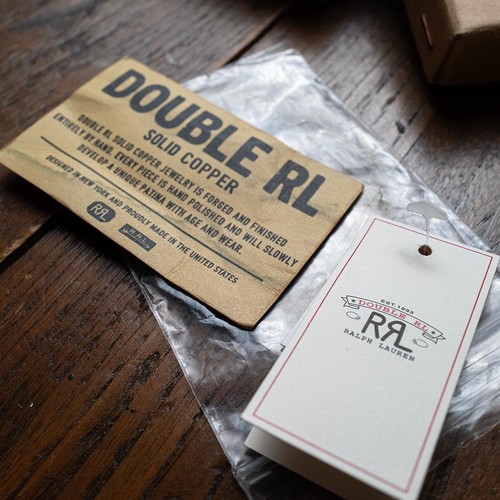 DOUBLE RL
SOLID COPPER
DOUBLE RL SOLID COPPER JEWELRY IS FORGED AND FINISHED
ENTIRELY BY HAND. EVERY PIECE IS HAND POLISHED AND WILL SLOWLY
DEVELOP A UNIQUE PATINA WITH AGE AND WEAR.
DESIGNED IN NEW YORK AND PROUDLY MADE IN THE UNITED STATES
RRL
EST. 1993
DOUBLE RL
RRL
RALPH LAUREN